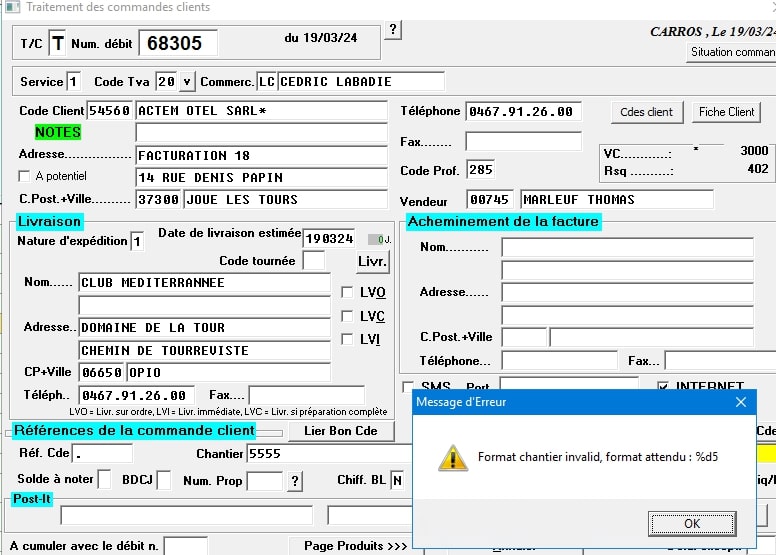 Traitement des commandes clients
T/C T Num. débit 68305 du 19/03/24 ?
CARROS , Le 19/03/24
Situation comman
Service 1 Code Tva 20 v Commerc. LC CEDRIC LABADIE
Code Client 54560 ACTEM OTEL SARL* Téléphone 0467.91.26.00 Cdes client Fiche Client
NOTES Fax........
Adresse................ FACTURATION 18 VC...........: * 3000
A potentiel 14 RUE DENIS PAPIN Code Prof. 285 Rsq ..........: 402
C.Post.+Ville.......... 37300 JOUE LES TOURS Vendeur 00745 MARLEUF THOMAS
Livraison
Nature d'expédition 1 Date de livraison estimée 190324 0 J.
Code tournée Livr.
Nom...... CLUB MEDITERRANNEE LVO
LVC
Adresse.. DOMAINE DE LA TOUR
CHEMIN DE TOURREVISTE LVI
CP+Ville 06650 OPIO
Téléph.. 0467.91.26.00 Fax....
LVO = Livr. sur ordre, LVI = Livr. immédiate, LVC = Livr. si préparation complète
Acheminement de la facture
Nom...........
Adresse......
C.Post.+Ville
Téléphone... Fax...
SMS Port INTERNET
Références de la commande client Lier Bon Cde
Cde
Réf. Cde . Chantier 5555
Solde à noter BDCJ Num. Prop ? Chiff. BL N
Post-It
A cumuler avec le débit n. Page Produits >>>
Message d'Erreur
Format chantier invalid, format attendu : %d5
OK